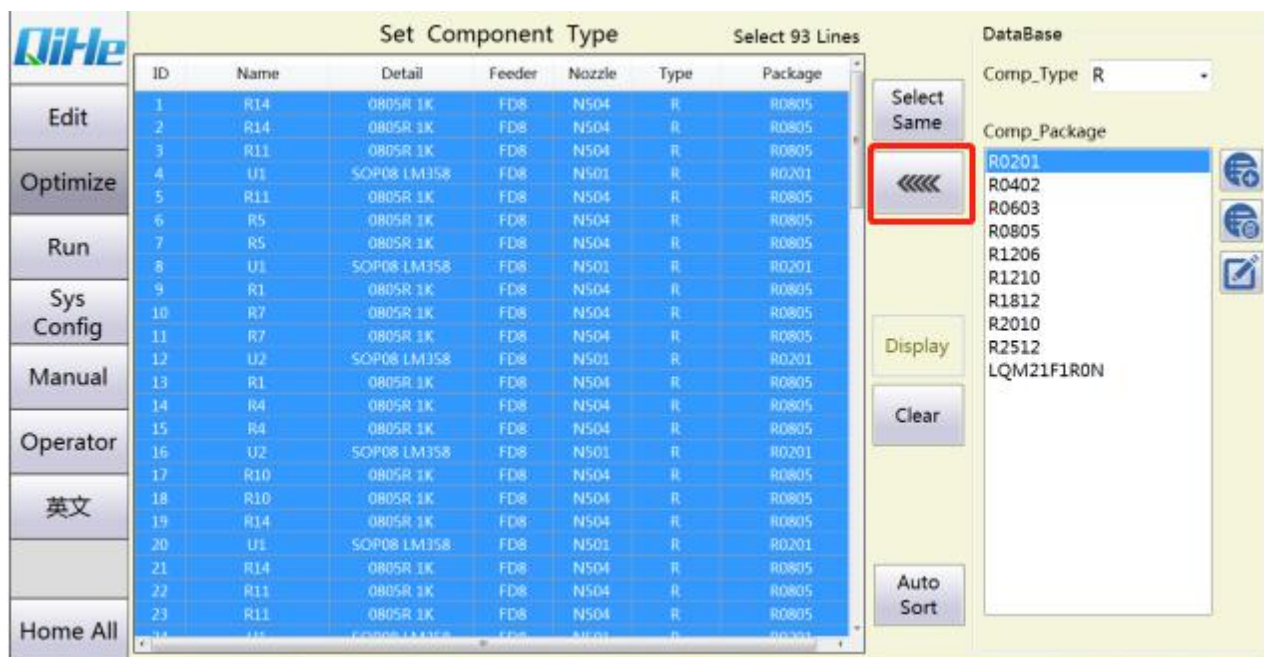 QiHe
Set Component Type
Select 93 Lines
DataBase
ID Name Detail Feeder Nozzle Type Package
1 R14 0805R 1K FD8 N504 R R0805
2 R14 0805R 1K FD8 N504 R R0805
3 R11 0805R 1K FD8 N504 R R0805
4 U1 SOP08 LM358 FD8 N501 R R0201
5 R11 0805R 1K FD8 N504 R R0805
6 R5 0805R 1K FD8 N504 R R0805
7 R5 0805R 1K FD8 N504 R R0805
8 U1 SOP08 LM358 FD8 N501 R R0201
9 R1 0805R 1K FD8 N504 R R0805
10 R7 0805R 1K FD8 N504 R R0805
11 R7 0805R 1K FD8 N504 R R0805
12 U2 SOP08 LM358 FD8 N501 R R0201
13 R1 0805R 1K FD8 N504 R R0805
14 R4 0805R 1K FD8 N504 R R0805
15 R4 0805R 1K FD8 N504 R R0805
16 U2 SOP08 LM358 FD8 N501 R R0201
17 R10 0805R 1K FD8 N504 R R0805
18 R10 0805R 1K FD8 N504 R R0805
19 R14 0805R 1K FD8 N504 R R0805
20 U1 SOP08 LM358 FD8 N501 R R0201
21 R14 0805R 1K FD8 N504 R R0805
22 R11 0805R 1K FD8 N504 R R0805
23 R11 0805R 1K FD8 N504 R R0805
Edit
Optimize
Run
Sys
Config
Manual
Operator
英文
Home All
Select
Same
Display
Clear
Auto
Sort
Comp_Type R
Comp_Package
R0201
R0402
R0603
R0805
R1206
R1210
R1812
R2010
R2512
LQM21F1R0N